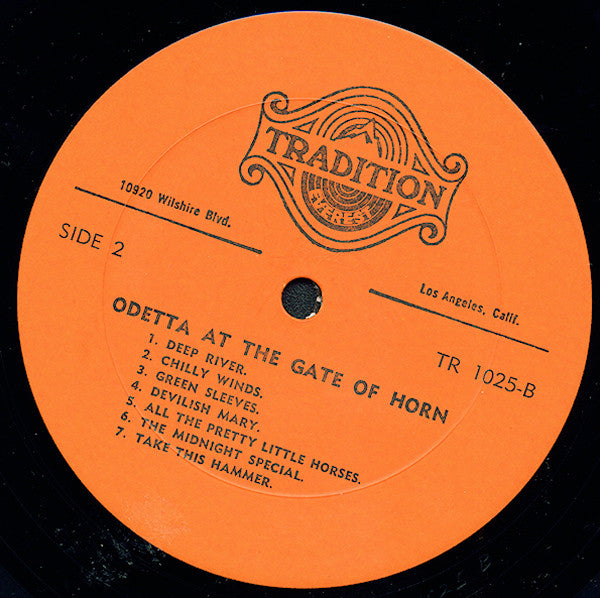 TRADITION
EVEREST
10920 Wilshire Blvd.
Los Angeles, Calif.
SIDE 2
TR 1025-B
ODETTA AT THE GATE OF HORN
1. DEEP RIVER.
2. CHILLY WINDS.
3. GREEN SLEEVES.
4. DEVILISH MARY.
5. ALL THE PRETTY LITTLE HORSES.
6. THE MIDNIGHT SPECIAL.
7. TAKE THIS HAMMER.